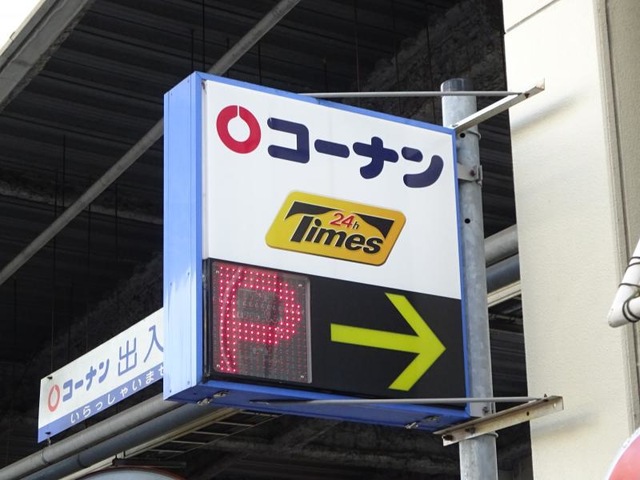 コーナン
24h
Times
P
コーナン 出入
いらっしゃいませ